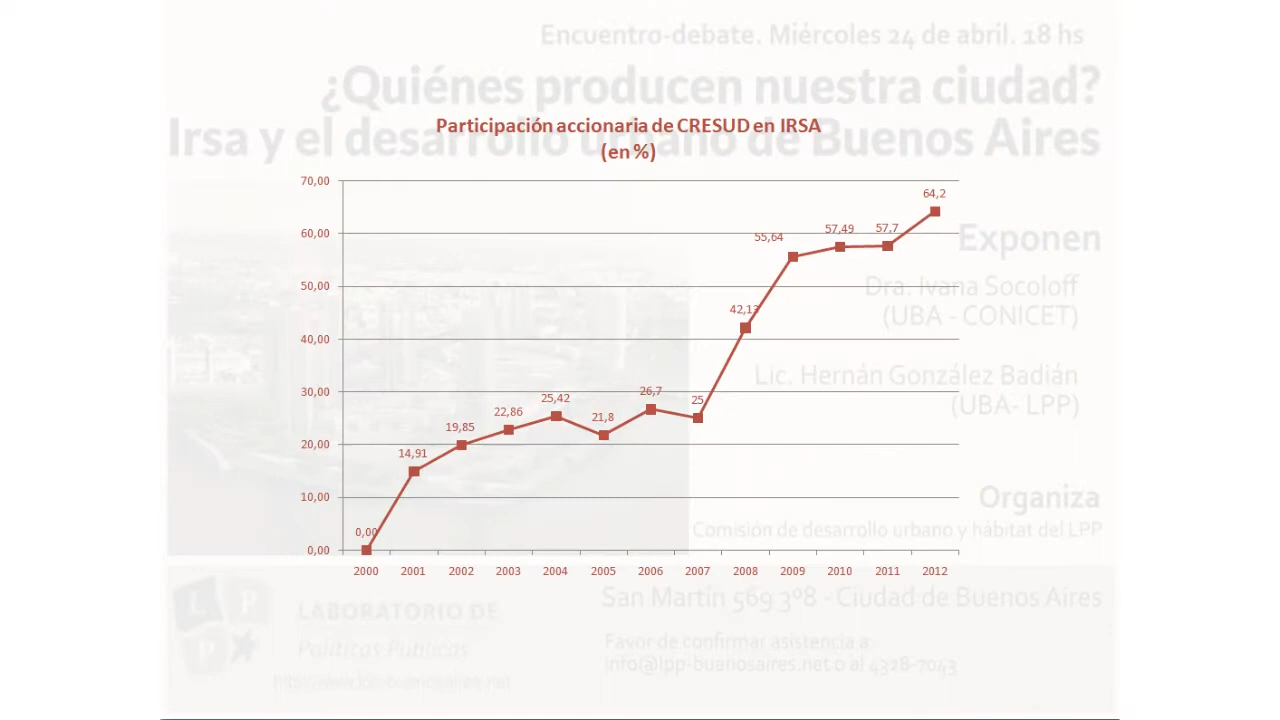 Encuentro-debate. Miércoles 24 de abril. 18 hs
¿Quiénes producen nuestra ciudad?
Irsa y el desarrollo urbano de Buenos Aires
Participación accionaria de CRESUD en IRSA
(en %)
70,00
60,00
50,00
40,00
30,00
20,00
10,00
0,00
0,00
14,91
19,85
22,86
25,42
21,8
26,7
25
42,13
55,64
57,49
57,7
64,2
2000 2001 2002 2003 2004 2005 2006 2007 2008 2009 2010 2011 2012
Exponen
Dra. Ivana Socoloff
(UBA - CONICET)
Lic. Hernán González Badián
(UBA- LPP)
Organiza
Comisión de desarrollo urbano y hábitat del LPP
L P
P
LABORATORIO DE
Políticas Públicas
http://www.lpp-buenosaires.net
San Martín 569 3º8 - Ciudad de Buenos Aires
Favor de confirmar asistencia a:
info@lpp-buenosaires.net o al 4328-7043